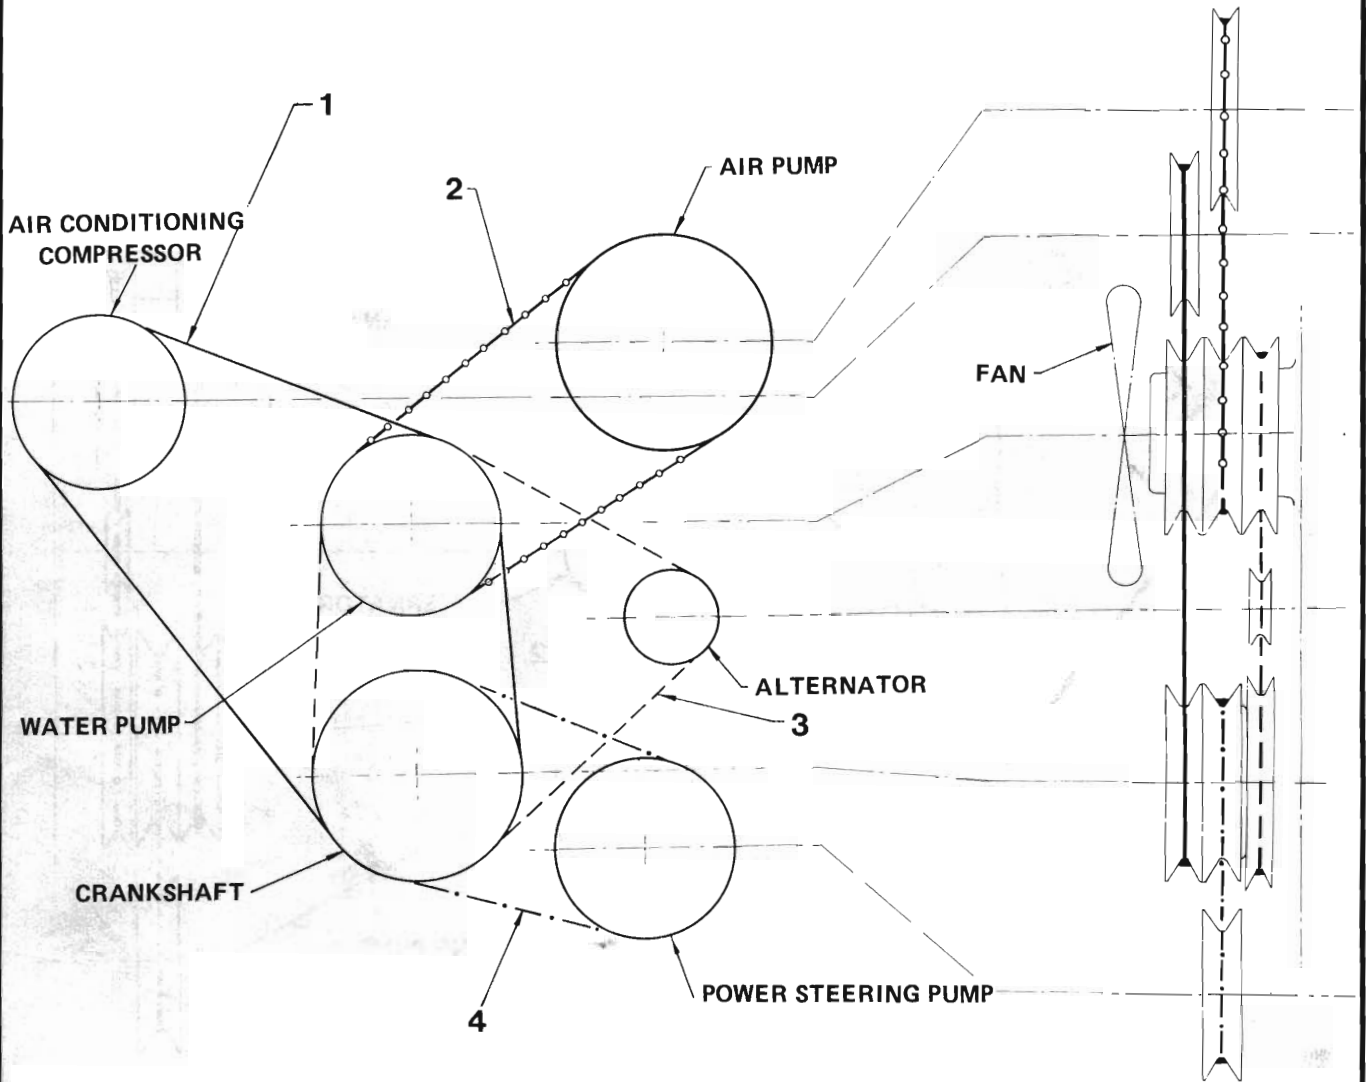 1
AIR PUMP
2
AIR CONDITIONING
COMPRESSOR
FAN
ALTERNATOR
WATER PUMP
3
CRANKSHAFT
POWER STEERING PUMP
4